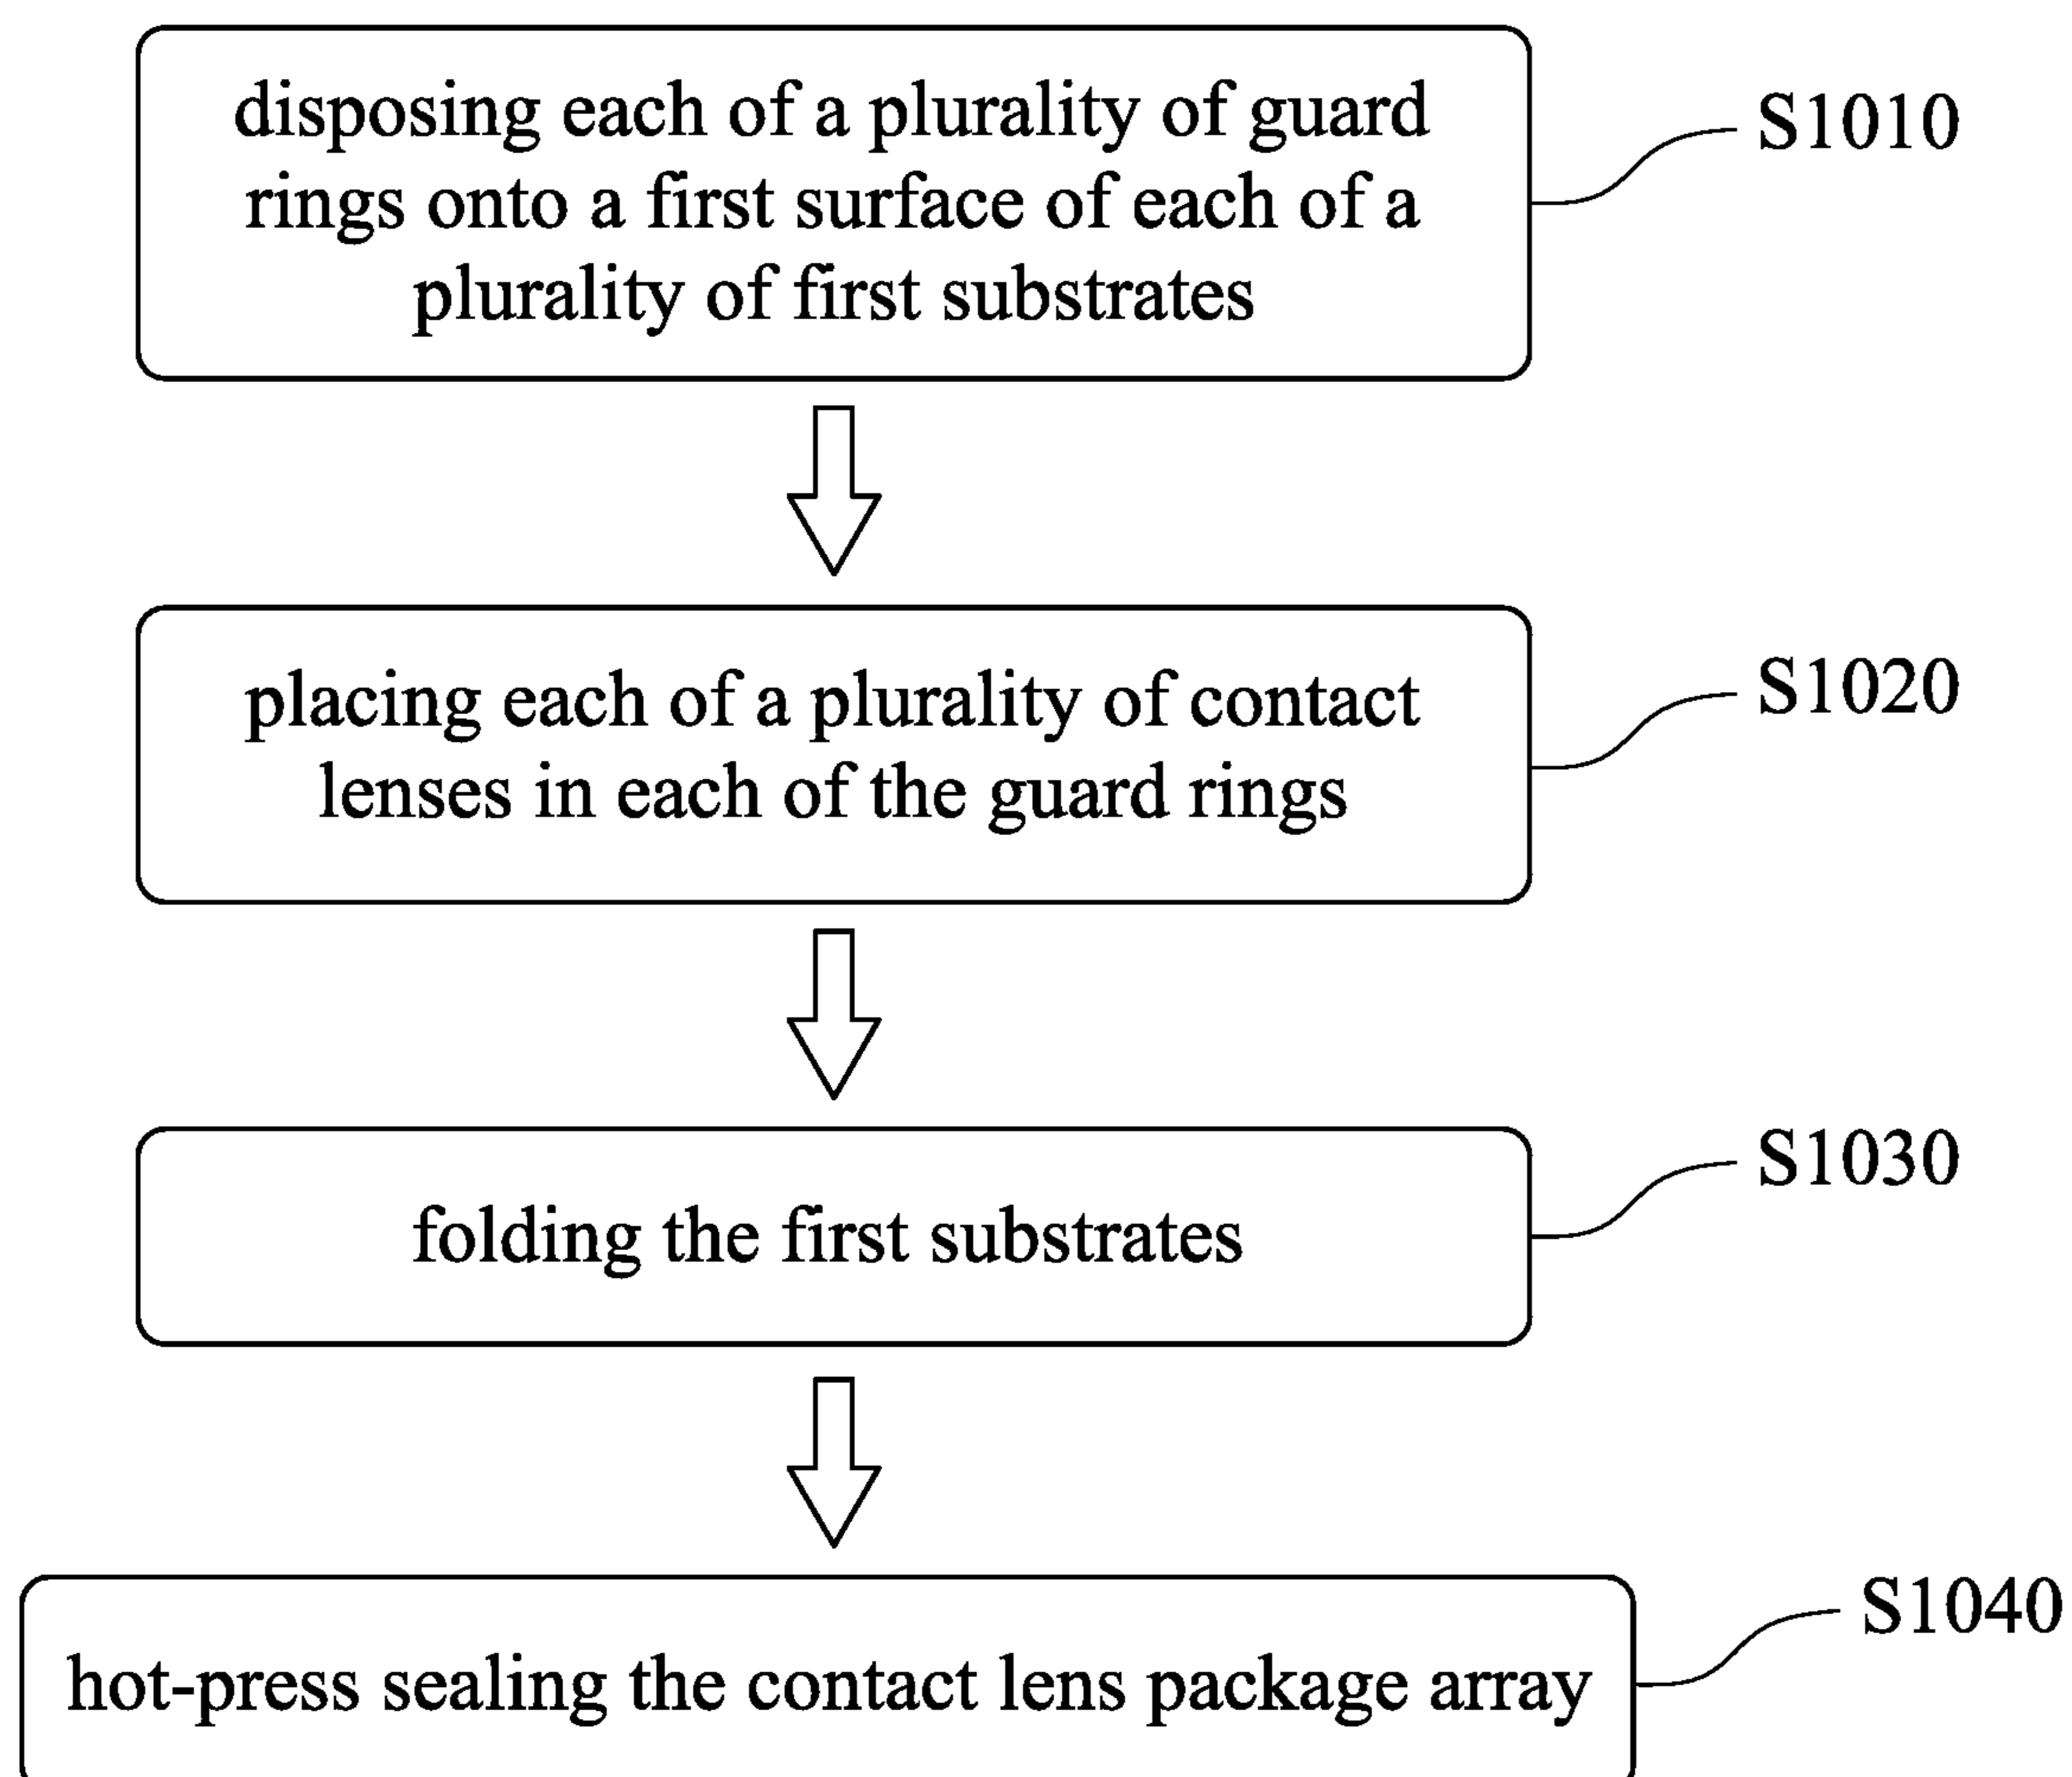 disposing each of a plurality of guard
rings onto a first surface of each of a
plurality of first substrates
S1010
placing each of a plurality of contact
lenses in each of the guard rings
S1020
folding the first substrates
S1030
hot-press sealing the contact lens package array
S1040